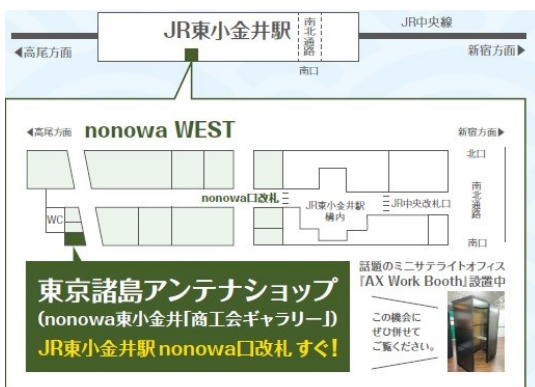 JR東小金井駅
南北通路
JR中央線
◀高尾方面
新宿方面▶
南口
◀高尾方面
nonowa WEST
新宿方面▶
北口
nonowa口改札
JR東小金井駅
構内
JR中央改札口
南北通路
WC
南口
東京諸島アンテナショップ
(nonowa東小金井「商工会ギャラリー」)
JR東小金井駅 nonowa口改札 すぐ!
話題のミニサテライトオフィス
『AX Work Booth』設置中
この機会に
ぜひ併せて
ご覧ください。